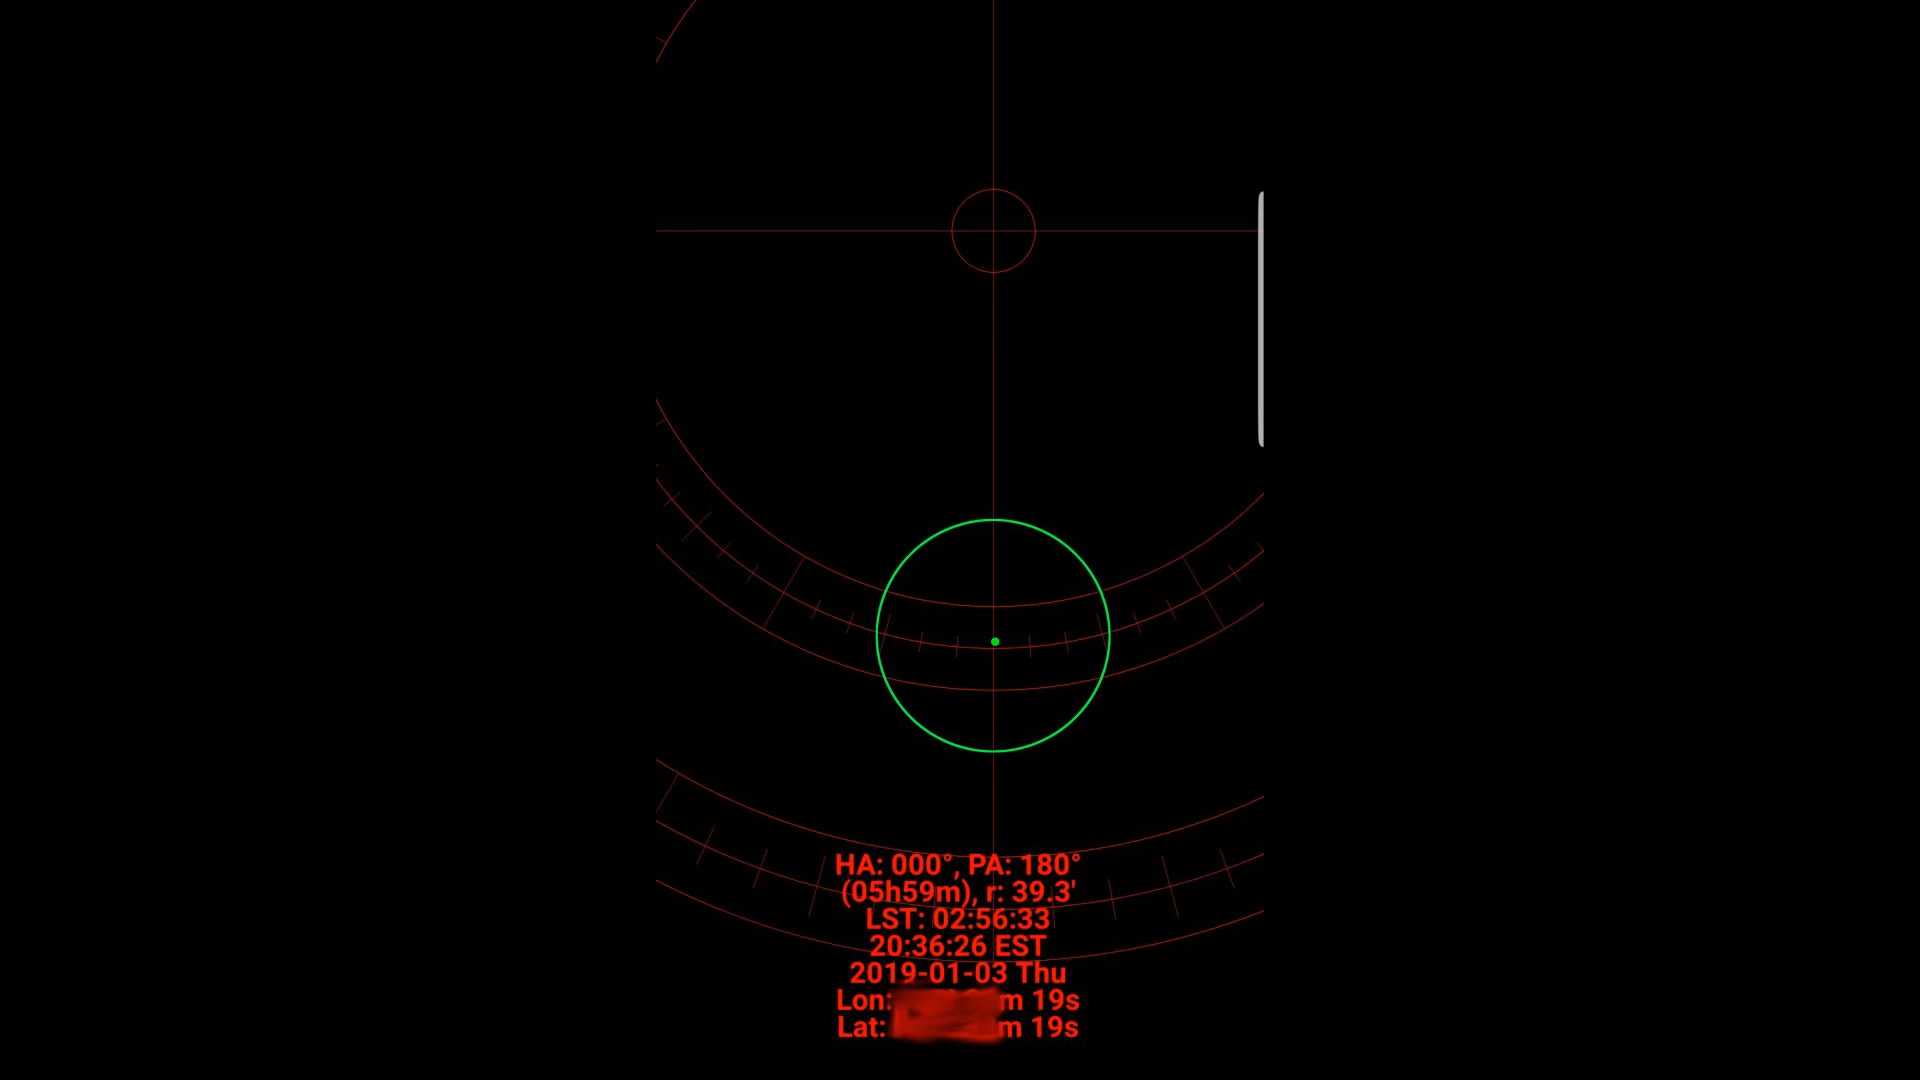 HA: 000°, PA: 180°
(05h59m), r: 39.3'
LST: 02:56:33
20:36:26 EST
2019-01-03 Thu
Lon: m 19s
Lat: m 19s